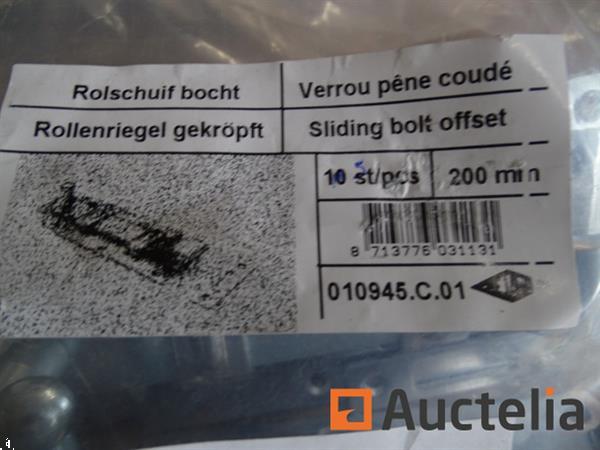 Rolschuif bocht
Verrou pêne coudé
Rollenriegel gekröpft
Sliding bolt offset
10 st/pcs
200 mm
8 713776 031131
010945.C.01
Auctelia